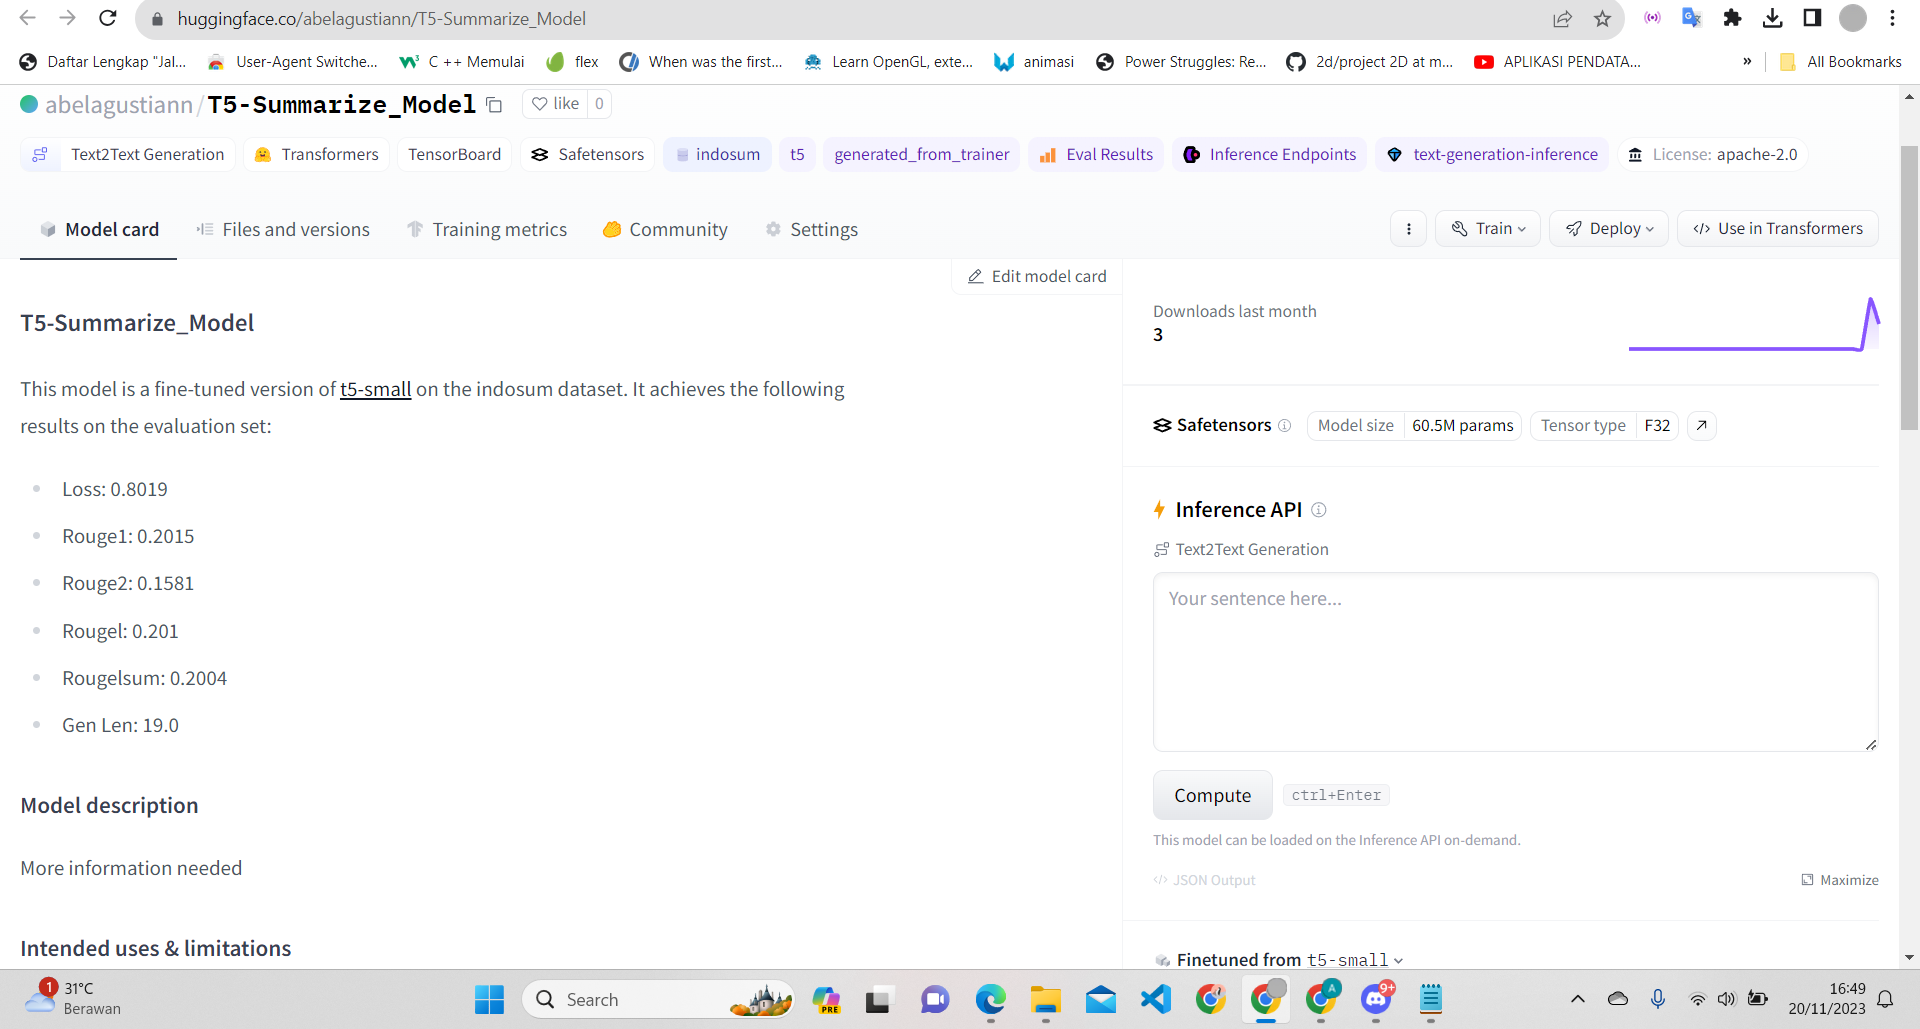 huggingface.co/abelagustiann/T5-Summarize_Model
Daftar Lengkap "Jal...
User-Agent Switche...
C ++ Memulai
flex
When was the first...
Learn OpenGL, exte...
animasi
Power Struggles: Re...
2d/project 2D at m...
APLIKASI PENDATA...
»
All Bookmarks
abelagustiann/T5-Summarize_Model
like 0
Text2Text Generation
Transformers
TensorBoard
Safetensors
indosum
t5
generated_from_trainer
Eval Results
Inference Endpoints
text-generation-inference
License: apache-2.0
Model card
Files and versions
Training metrics
Community
Settings
Train
Deploy
</> Use in Transformers
Edit model card
T5-Summarize_Model
This model is a fine-tuned version of t5-small on the indosum dataset. It achieves the following
results on the evaluation set:
Loss: 0.8019
Rouge1: 0.2015
Rouge2: 0.1581
Rougel: 0.201
Rougelsum: 0.2004
Gen Len: 19.0
Model description
More information needed
Intended uses & limitations
Downloads last month
3
Safetensors
Model size 60.5M params
Tensor type F32
Inference API
Text2Text Generation
Your sentence here...
Compute
ctrl+Enter
This model can be loaded on the Inference API on-demand.
</> JSON Output
Maximize
Finetuned from t5-small
1
31°C
Berawan
Search
PRE
A
9+
16:49
20/11/2023